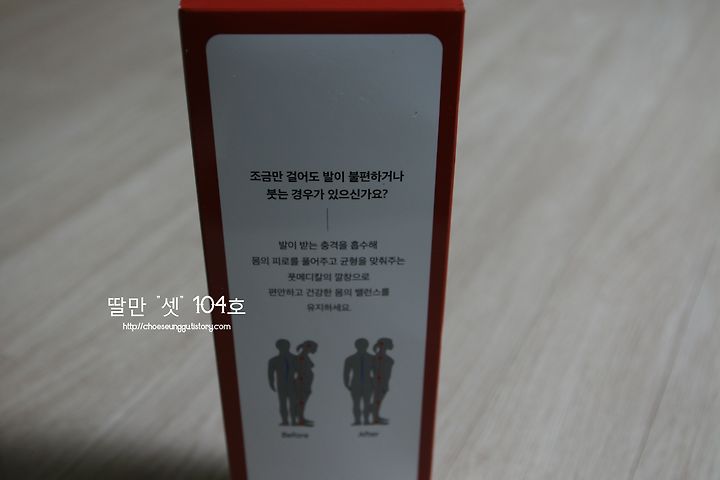 조금만 걸어도 발이 불편하거나
붓는 경우가 있으신가요?
발이 받는 충격을 흡수해
몸의 피로를 풀어주고 균형을 맞춰주는
풋메디칼의 깔창으로
편안하고 건강한 몸의 밸런스를
유지하세요.
딸만 "셋" 104호
http://choeseunggu.tistory.com
Before After